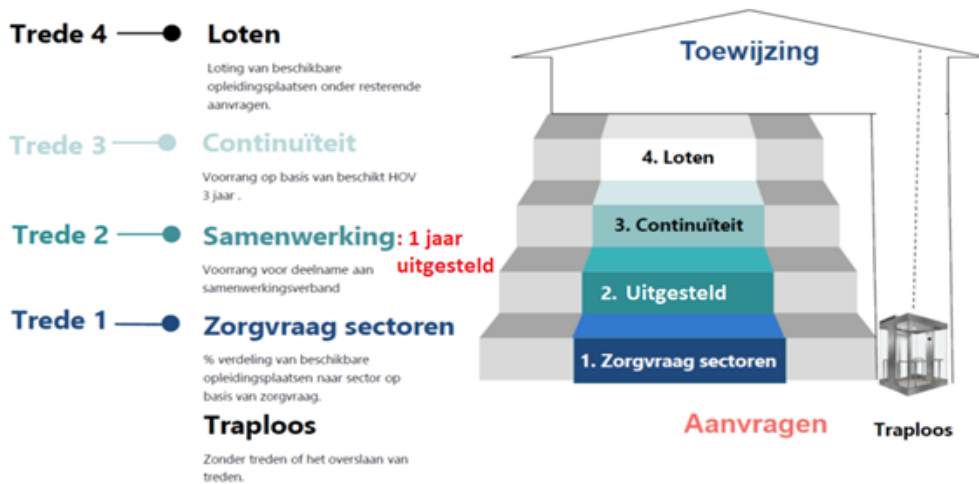 Trede 4
Loten
Loting van beschikbare
opleidingsplaatsen onder resterende
aanvragen.
Trede 3
Continuïteit
Voorrang op basis van beschikt HOV
3 jaar .
Trede 2
Samenwerking: 1 jaar
uitgesteld
Voorrang voor deelname aan
samenwerkingsverband
Trede 1
Zorgvraag sectoren
% verdeling van beschikbare
opleidingsplaatsen naar sector op
basis van zorgvraag.
Traploos
Zonder treden of het overslaan van
treden.
Toewijzing
4. Loten
3. Continuïteit
2. Uitgesteld
1. Zorgvraag sectoren
Aanvragen
Traploos